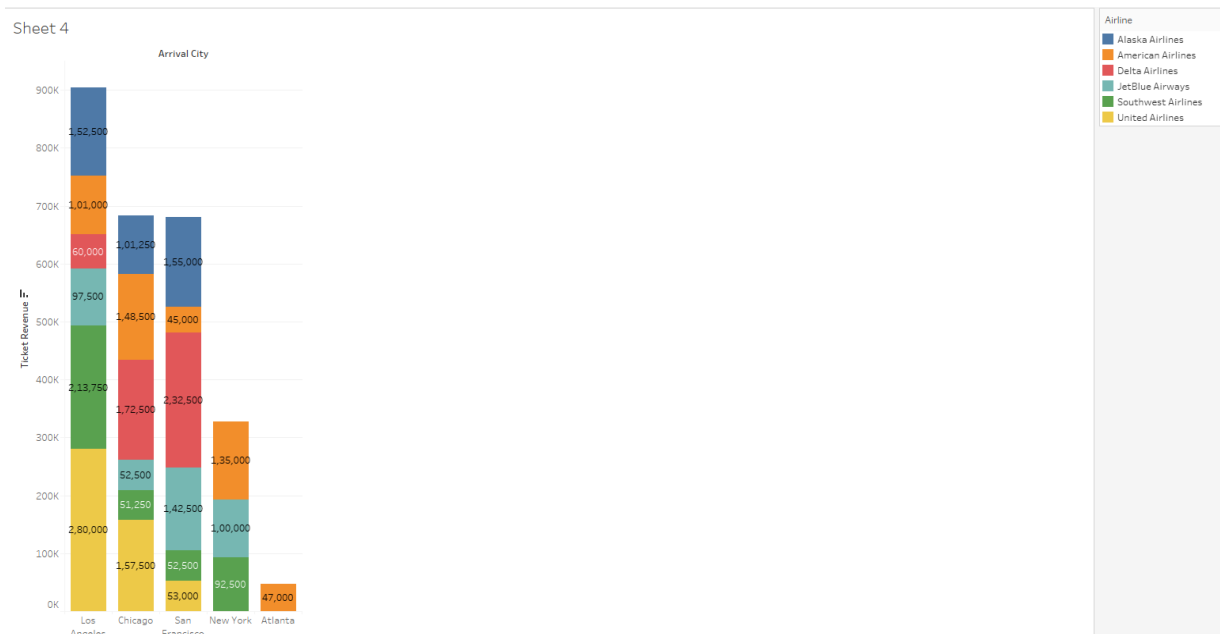 Sheet 4
Arrival City
Airline
Alaska Airlines
American Airlines
Delta Airlines
JetBlue Airways
Southwest Airlines
United Airlines
Ticket Revenue
900K
800K
700K
600K
500K
400K
300K
200K
100K
0K
1,52,500
1,01,000
60,000
97,500
2,13,750
2,80,000
1,01,250
1,48,500
1,72,500
52,500
51,250
1,57,500
1,55,000
45,000
2,32,500
1,42,500
52,500
53,000
1,35,000
1,00,000
92,500
47,000
Los Angeles
Chicago
San Francisco
New York
Atlanta